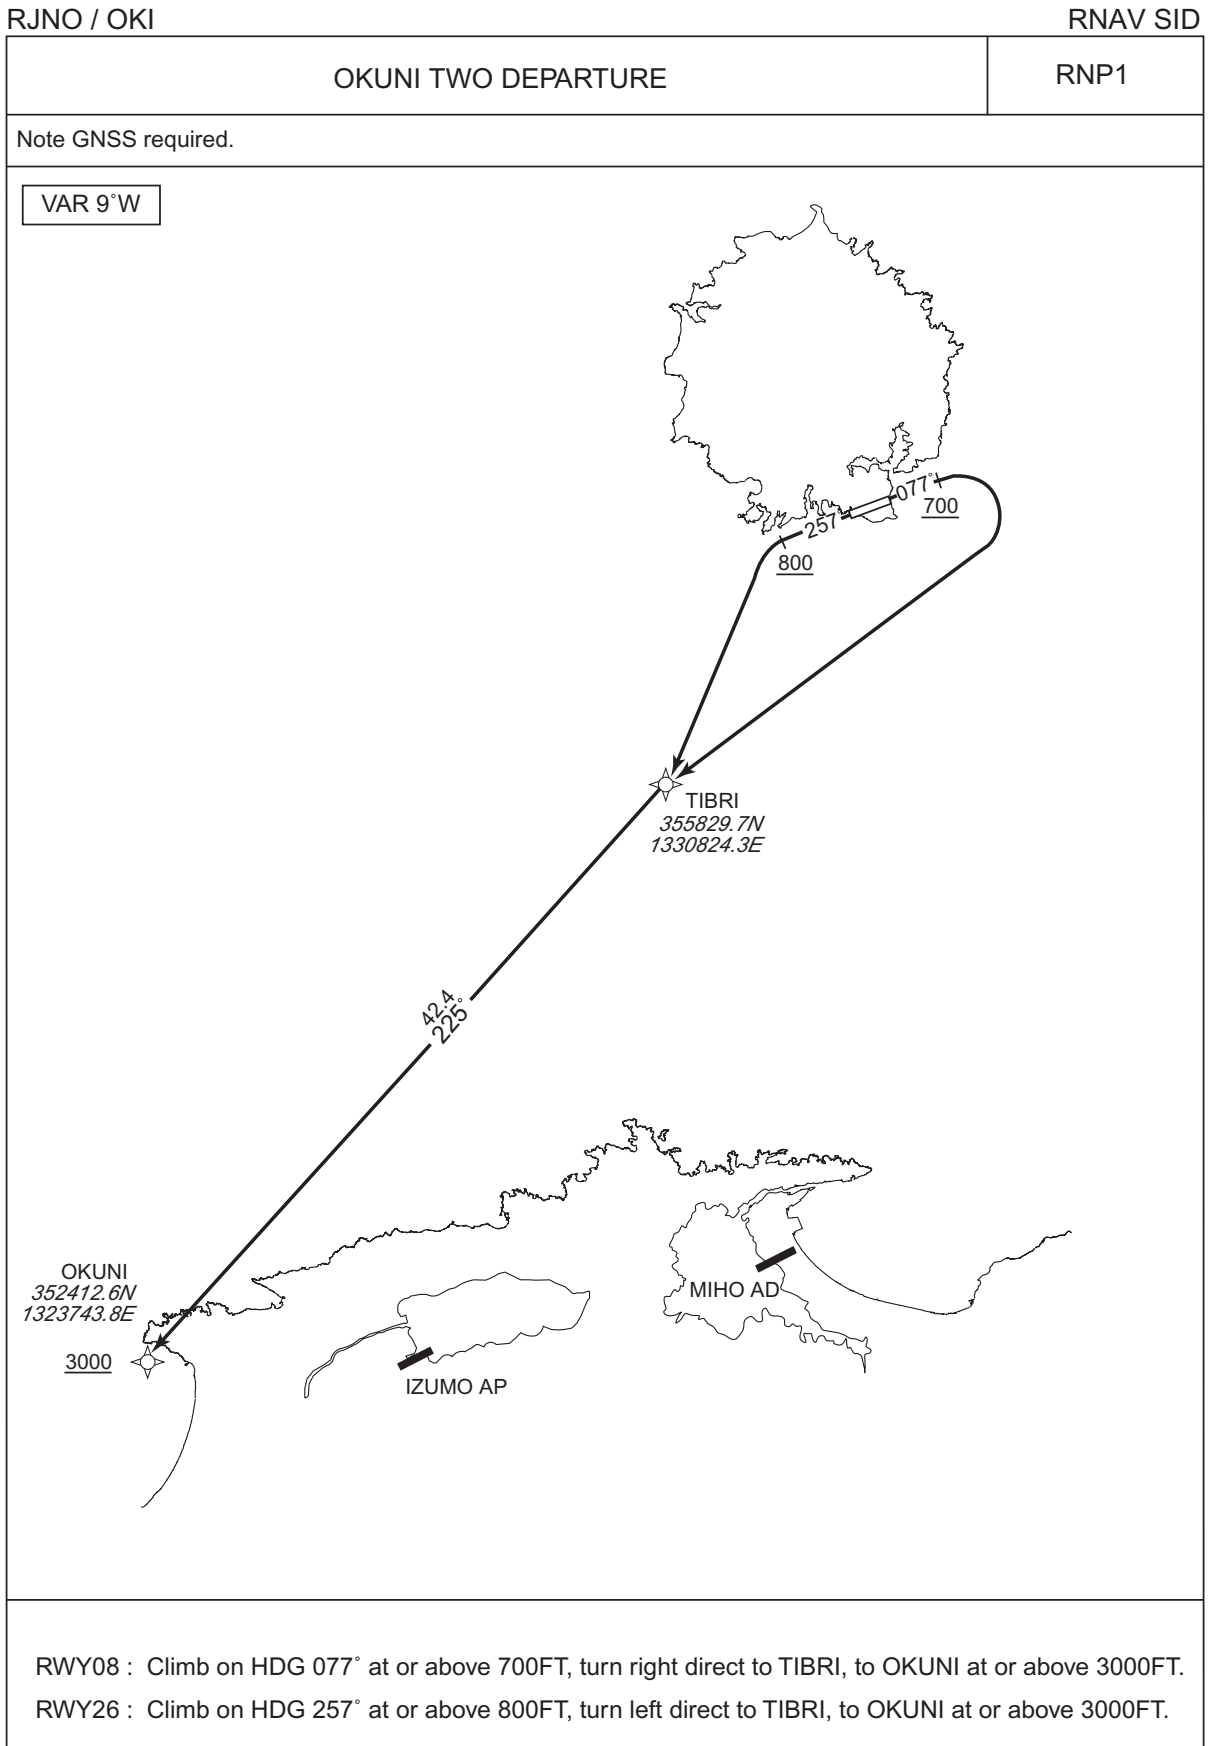 RJNO / OKI
RNAV SID
OKUNI TWO DEPARTURE
RNP1
Note GNSS required.
VAR 9˚W
077˚
700
257˚
800
TIBRI
355829.7N
1330824.3E
42.4
225˚
OKUNI
352412.6N
1323743.8E
3000
MIHO AD
IZUMO AP
RWY08 : Climb on HDG 077˚ at or above 700FT, turn right direct to TIBRI, to OKUNI at or above 3000FT.
RWY26 : Climb on HDG 257˚ at or above 800FT, turn left direct to TIBRI, to OKUNI at or above 3000FT.